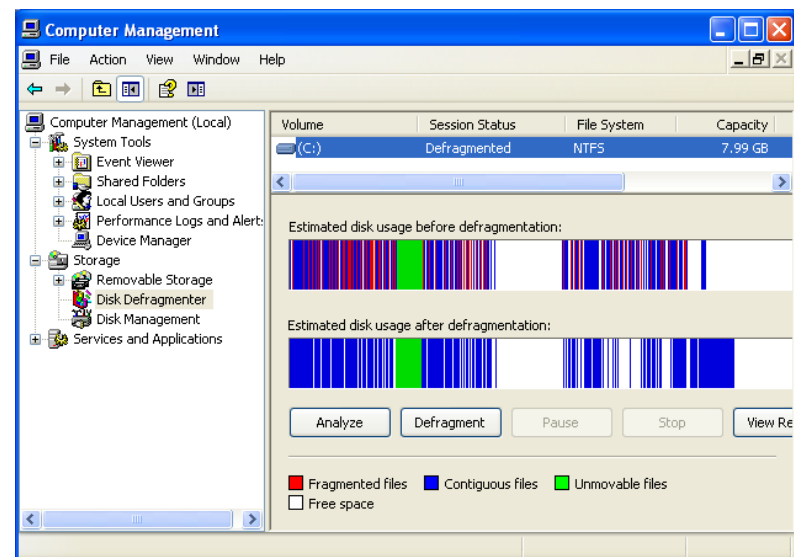 Computer Management
File Action View Window Help
Computer Management (Local)
System Tools
Event Viewer
Shared Folders
Local Users and Groups
Performance Logs and Alert:
Device Manager
Storage
Removable Storage
Disk Defragmenter
Disk Management
Services and Applications
Volume Session Status File System Capacity
(C:) Defragmented NTFS 7.99 GB
Estimated disk usage before defragmentation:
Estimated disk usage after defragmentation:
Analyze Defragment Pause Stop View Re
Fragmented files Contiguous files Unmovable files
Free space